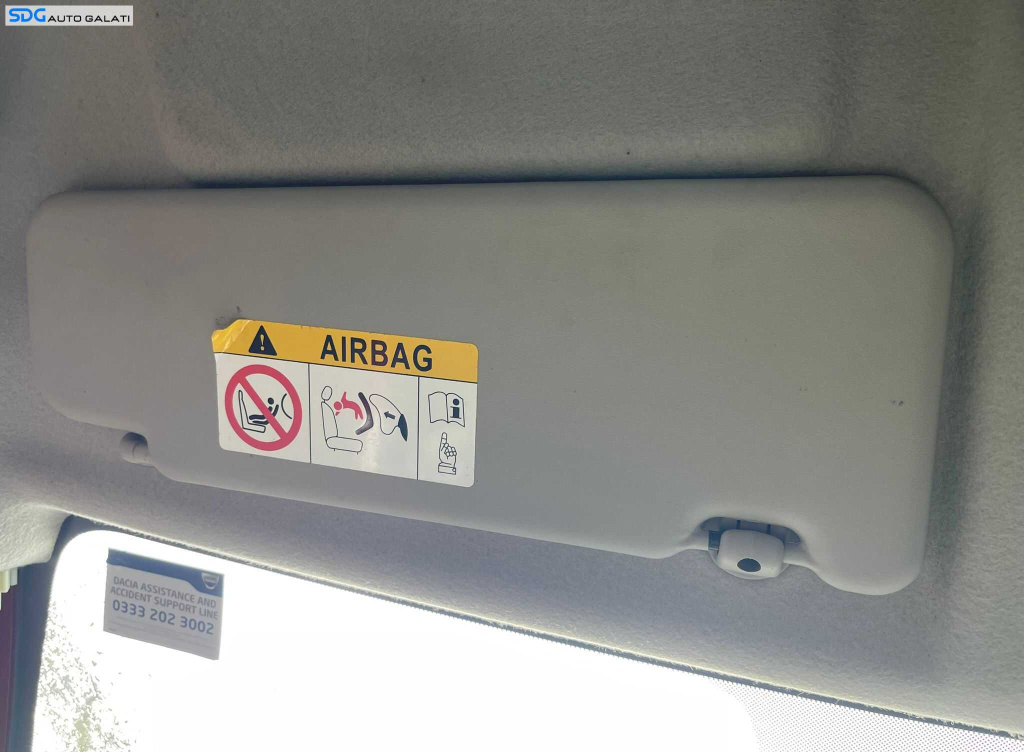 SDG AUTO GALATI
AIRBAG
DACIA ASSISTANCE AND
ACCIDENT SUPPORT LINE
0333 202 3002